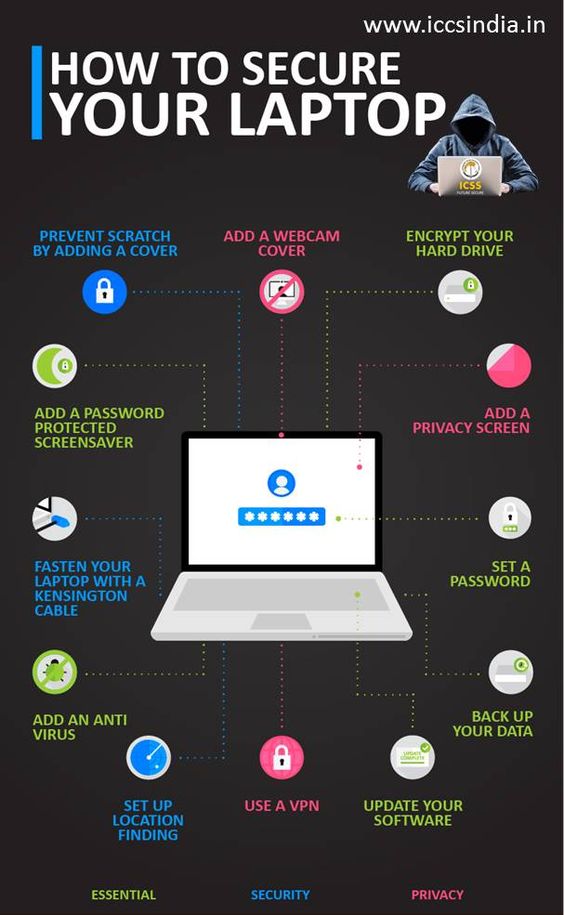 www.iccsindia.in
HOW TO SECURE
YOUR LAPTOP
ICSS
FUTURE SECURE
PREVENT SCRATCH
BY ADDING A COVER
ADD A WEBCAM
COVER
ENCRYPT YOUR
HARD DRIVE
ADD A PASSWORD
PROTECTED
SCREENSAVER
ADD A
PRIVACY SCREEN
******
FASTEN YOUR
LAPTOP WITH A
KENSINGTON
CABLE
SET A
PASSWORD
ADD AN ANTI
VIRUS
BACK UP
YOUR DATA
UPDATE
COMPLETE
SET UP
LOCATION
FINDING
USE A VPN
UPDATE YOUR
SOFTWARE
ESSENTIAL
SECURITY
PRIVACY